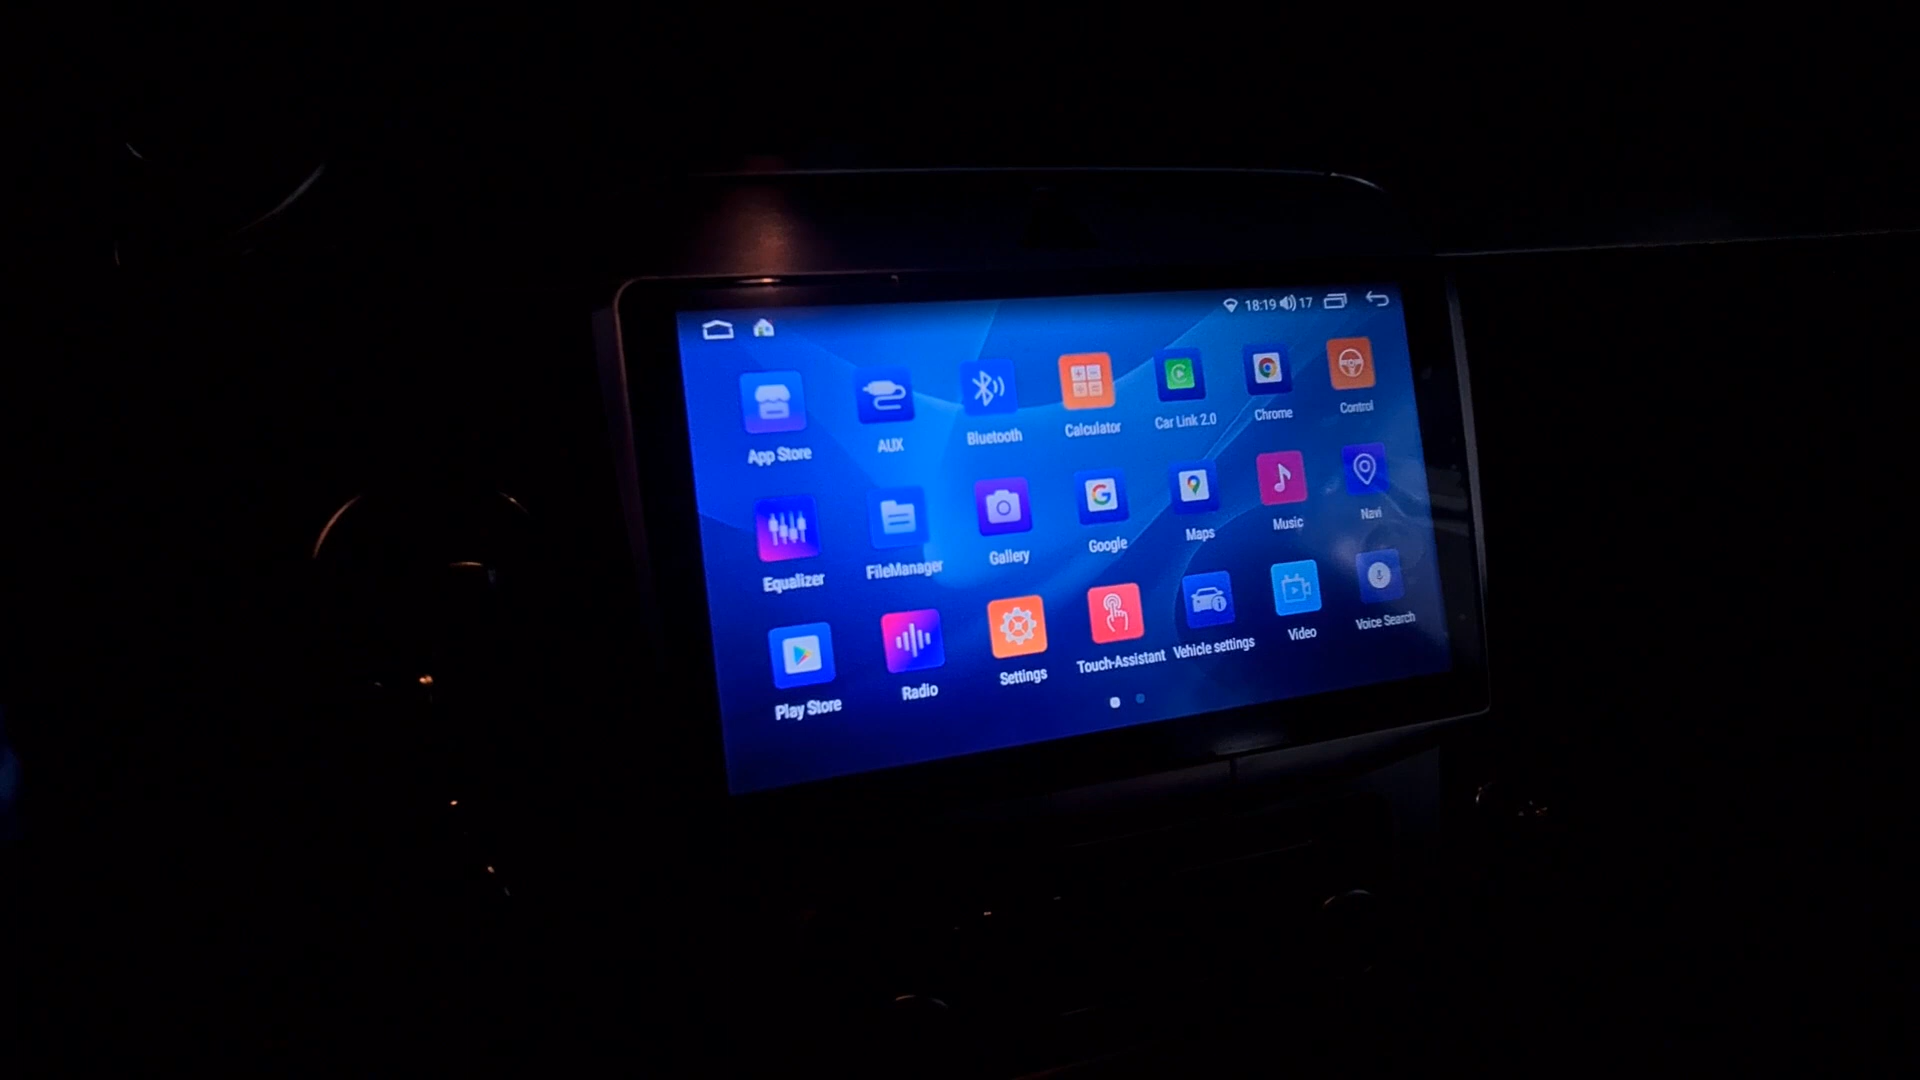 18:19 17
App Store AUX Bluetooth Calculator Car Link 2.0 Chrome Control
Equalizer FileManager Gallery Google Maps Music Navi
Play Store Radio Settings Touch-Assistant Vehicle settings Video Voice Search